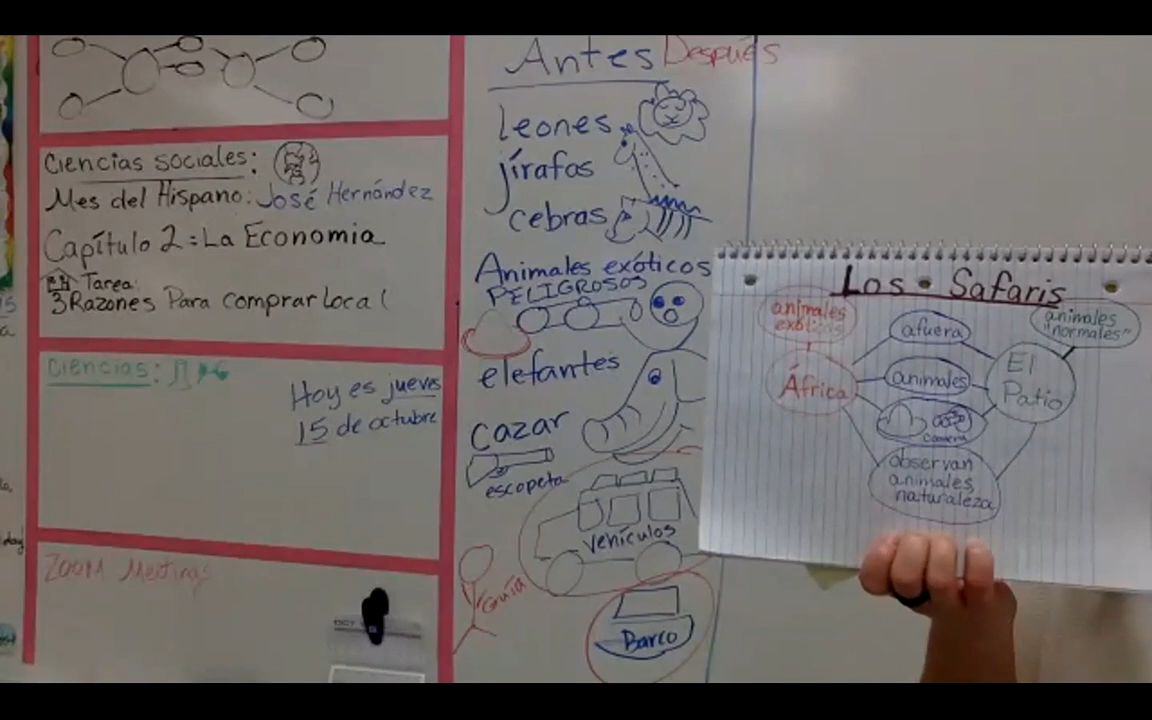 Ciencias sociales:
Mes del Hispano: José Hernández
Capítulo 2: La Economia
Tarea:
3 Razones Para comprar local
Ciencias:
Hoy es jueves
15 de octubre
ZOOM Meetings
Antes Después
leones
jirafas
cebras
Animales exóticos
PELIGROSOS
elefantes
cazar
escopeta
vehículos
Guía
Barco
Los Safaris
animales
exóticos
África
afuera
animales
camera
observan
animales,
naturaleza
animales
"normales"
El
Patio